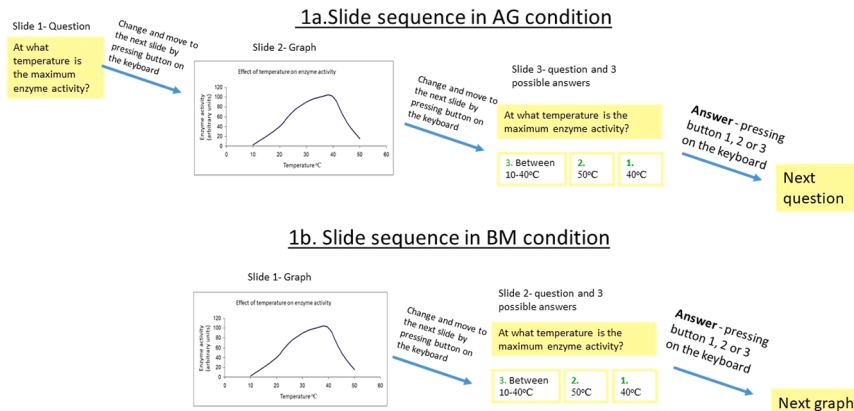 1a.Slide sequence in AG condition
Slide 1- Question
At what
temperature is
the maximum
enzyme activity?
Change and move to
the next slide by
pressing button on
the keyboard
Slide 2- Graph
Effect of temperature on enzyme activity
Enzyme activity
(arbitrary units)
120
100
80
60
40
20
0
0 10 20 30 40 50 60
Temperature ºC
Change and move to
the next slide by
pressing button on
the keyboard
Slide 3- question and 3
possible answers
At what temperature is the
maximum enzyme activity?
3. Between
10-40ºC
2.
50ºC
1.
40ºC
Answer - pressing
button 1, 2 or 3
on the keyboard
Next
question
1b. Slide sequence in BM condition
Slide 1- Graph
Effect of temperature on enzyme activity
Enzyme activity
(arbitrary units)
120
100
80
60
40
20
0
0 10 20 30 40 50 60
Temperature ºC
Change and move to
the next slide by
pressing button on
the keyboard
Slide 2- question and 3
possible answers
At what temperature is the
maximum enzyme activity?
3. Between
10-40ºC
2.
50ºC
1.
40ºC
Answer - pressing
button 1, 2 or 3
on the keyboard
Next graph